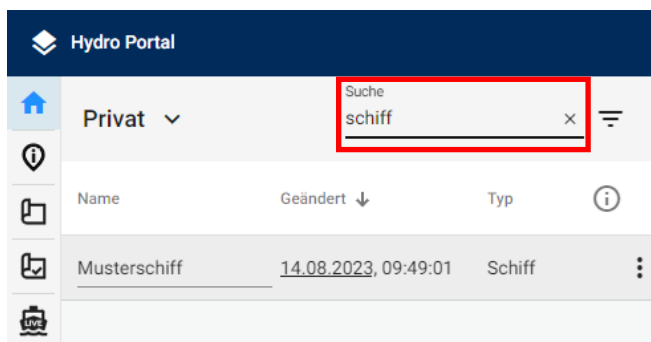 Hydro Portal
Suche
Privat schiff
Name Geändert Typ
Musterschiff 14.08.2023, 09:49:01 Schiff
LIVE